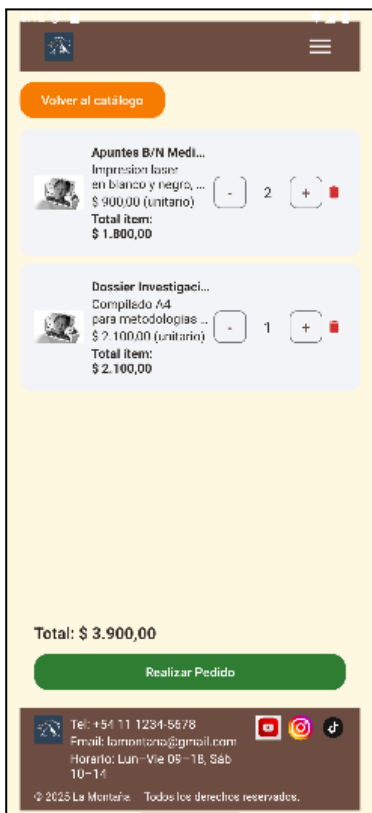 Volver al catálogo
Apuntes B/N Medi...
Impresion laser
en blanco y negro, ...
$ 900,00 (unitario)
Total ítem:
$ 1.800,00
- 2 +
Dossier Investigaci...
Compilado A4
para metodologias ...
$ 2.100,00 (unitario)
Total ítem:
$ 2.100,00
- 1 +
Total: $ 3.900,00
Realizar Pedido
Tel: +54 11 1234-5678
Email: lamontana@gmail.com
Horario: Lun–Vie 09–18, Sáb
10–14
© 2025 La Montaña Todos los derechos reservados.